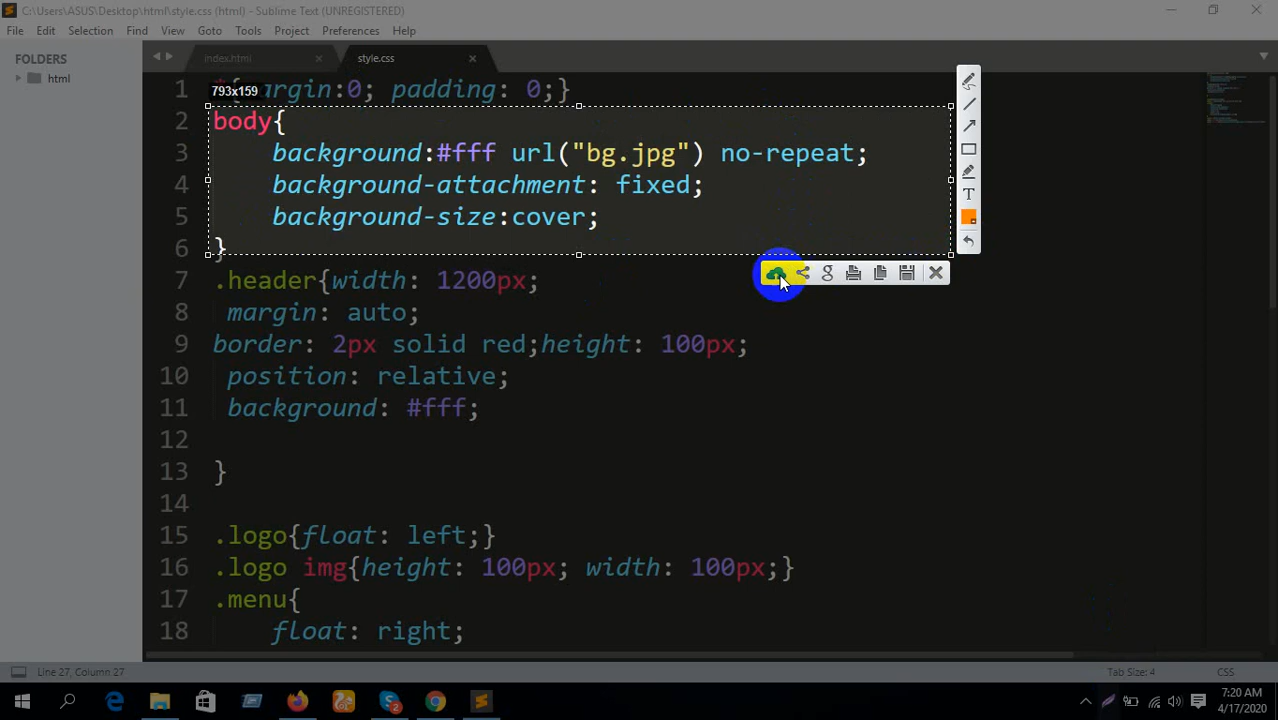 C:\Users\ASUS\Desktop\html\style.css (html) - Sublime Text (UNREGISTERED)
File Edit Selection Find View Goto Tools Project Preferences Help
FOLDERS
html
index.html
style.css
793x159
1 *{margin:0; padding: 0;}
2 body{
3 background:#fff url("bg.jpg") no-repeat;
4 background-attachment: fixed;
5 background-size:cover;
6 }
7 .header{width: 1200px;
8 margin: auto;
9 border: 2px solid red;height: 100px;
10 position: relative;
11 background: #fff;
12
13 }
14
15 .logo{float: left;}
16 .logo img{height: 100px; width: 100px;}
17 .menu{
18 float: right;
Line 27, Column 27
Tab Size: 4
CSS
7:20 AM
4/17/2020